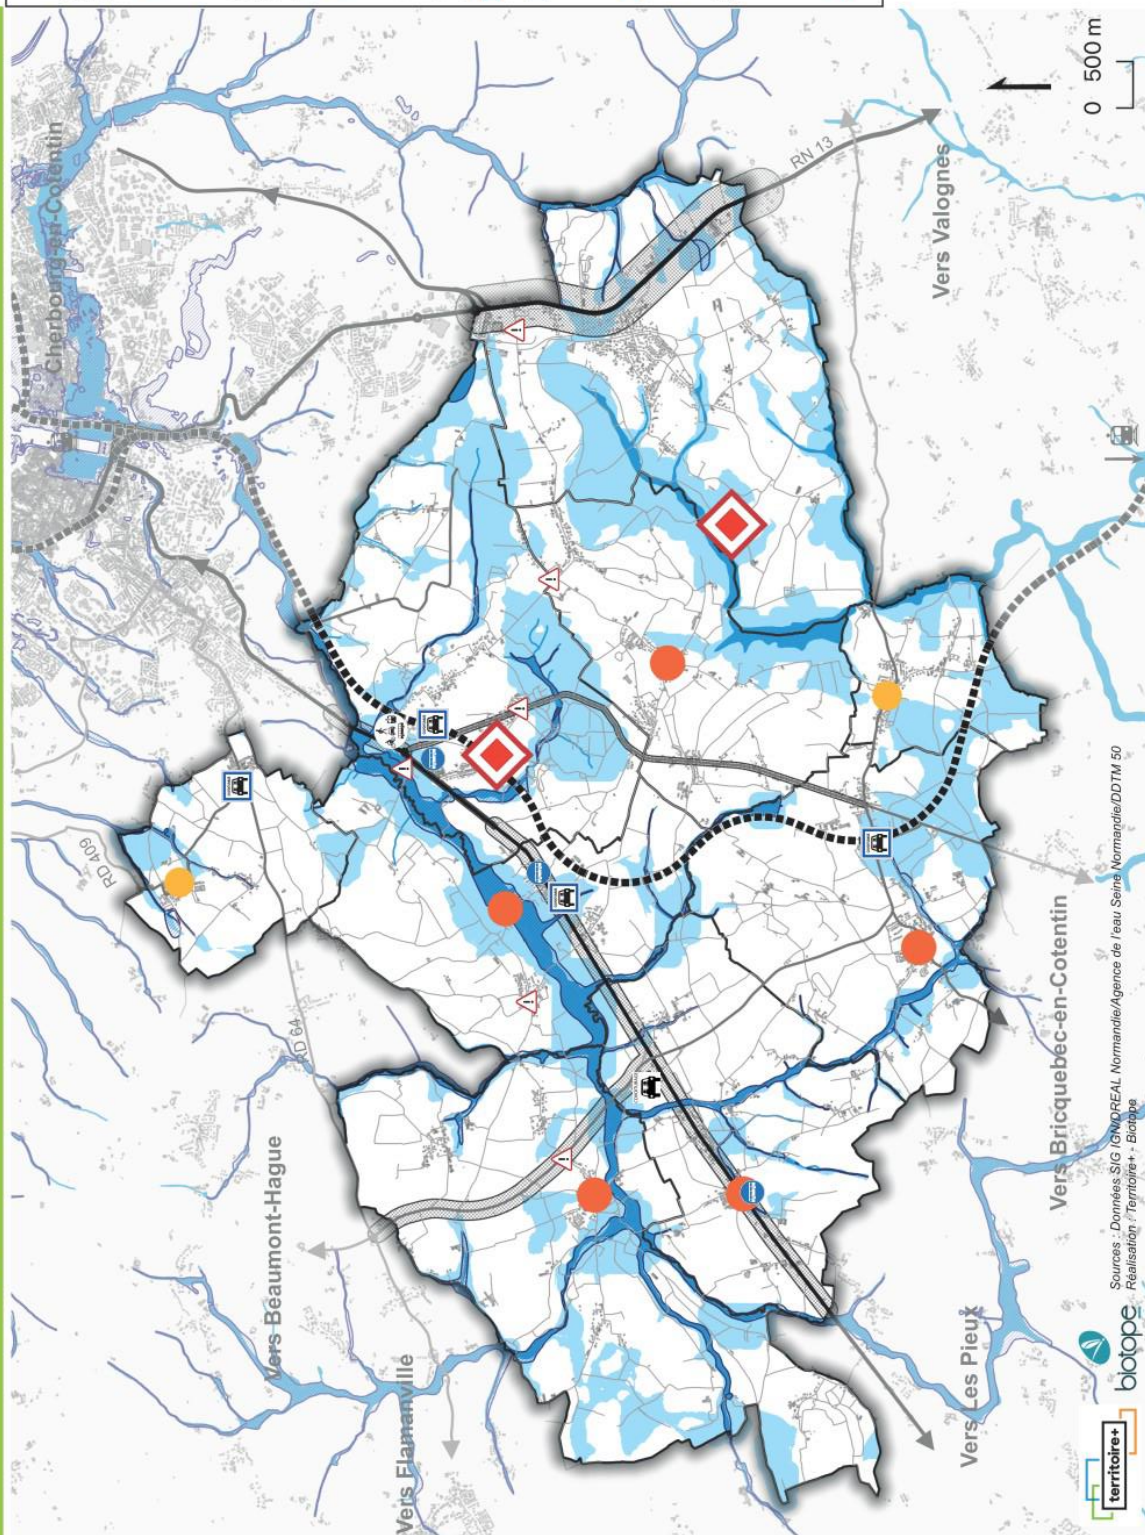 Cherbourg-en-Cotentin
RD 409
RD 64
RN 13
Vers Beaumont-Hague
Vers Flamanville
Vers Les Pieux
Vers Bricquebec-en-Cotentin
Vers Valognes
0 500 m
territoire+
biotope
Sources : Données SIG IGN/DREAL Normandie/Agence de l'eau Seine Normandie/DDTM 50
Réalisation : Territoire+ - Biotope